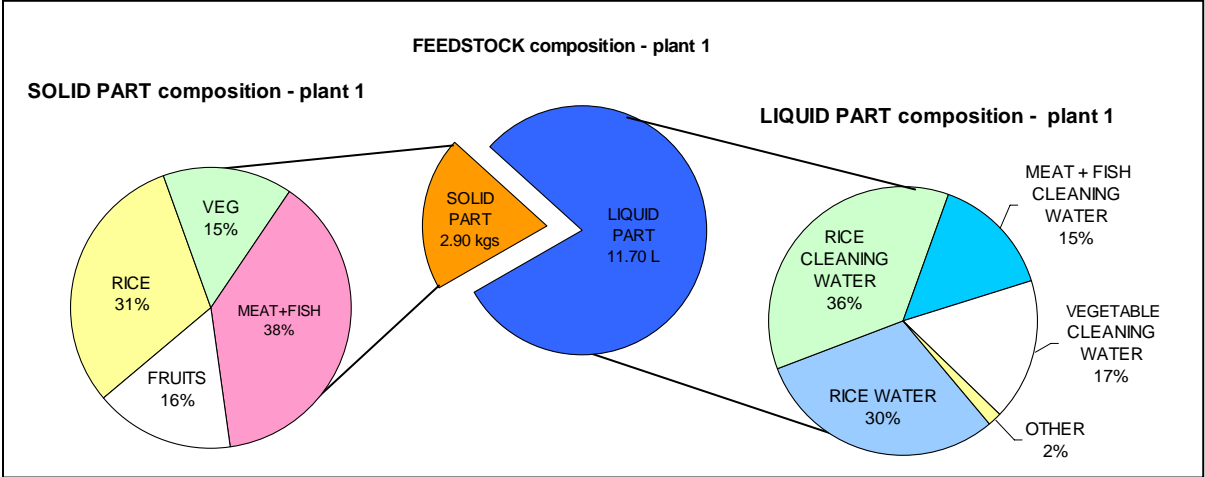 FEEDSTOCK composition - plant 1
SOLID PART composition - plant 1
LIQUID PART composition - plant 1
VEG
15%
RICE
31%
MEAT+FISH
38%
FRUITS
16%
SOLID
PART
2.90 kgs
LIQUID
PART
11.70 L
MEAT + FISH
CLEANING
WATER
15%
RICE
CLEANING
WATER
36%
VEGETABLE
CLEANING
WATER
17%
RICE WATER
30%
OTHER
2%